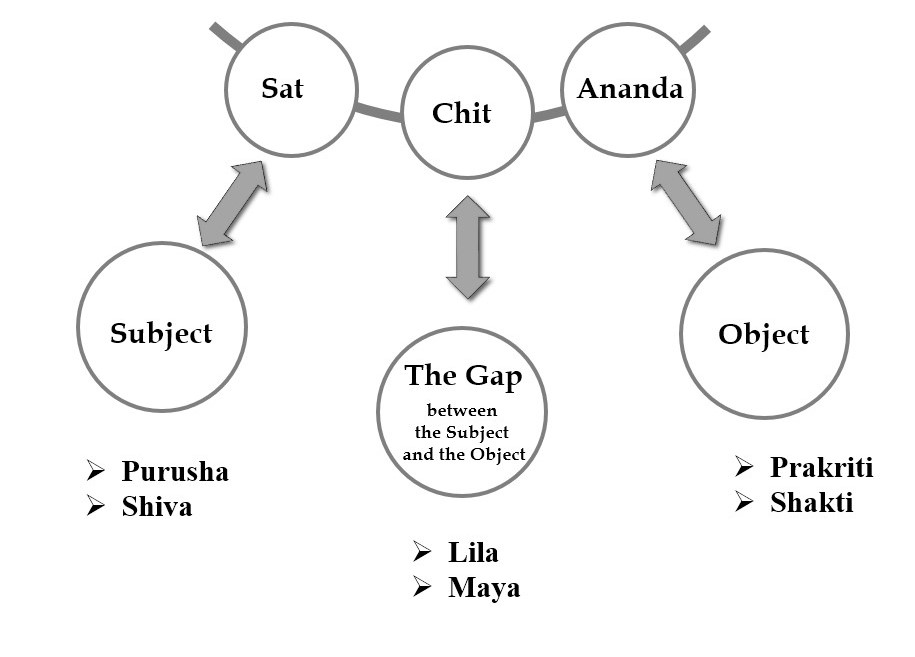 Sat
Chit
Ananda
Subject
The Gap
between
the Subject
and the Object
Object
➢ Purusha
➢ Shiva
➢ Lila
➢ Maya
➢ Prakriti
➢ Shakti